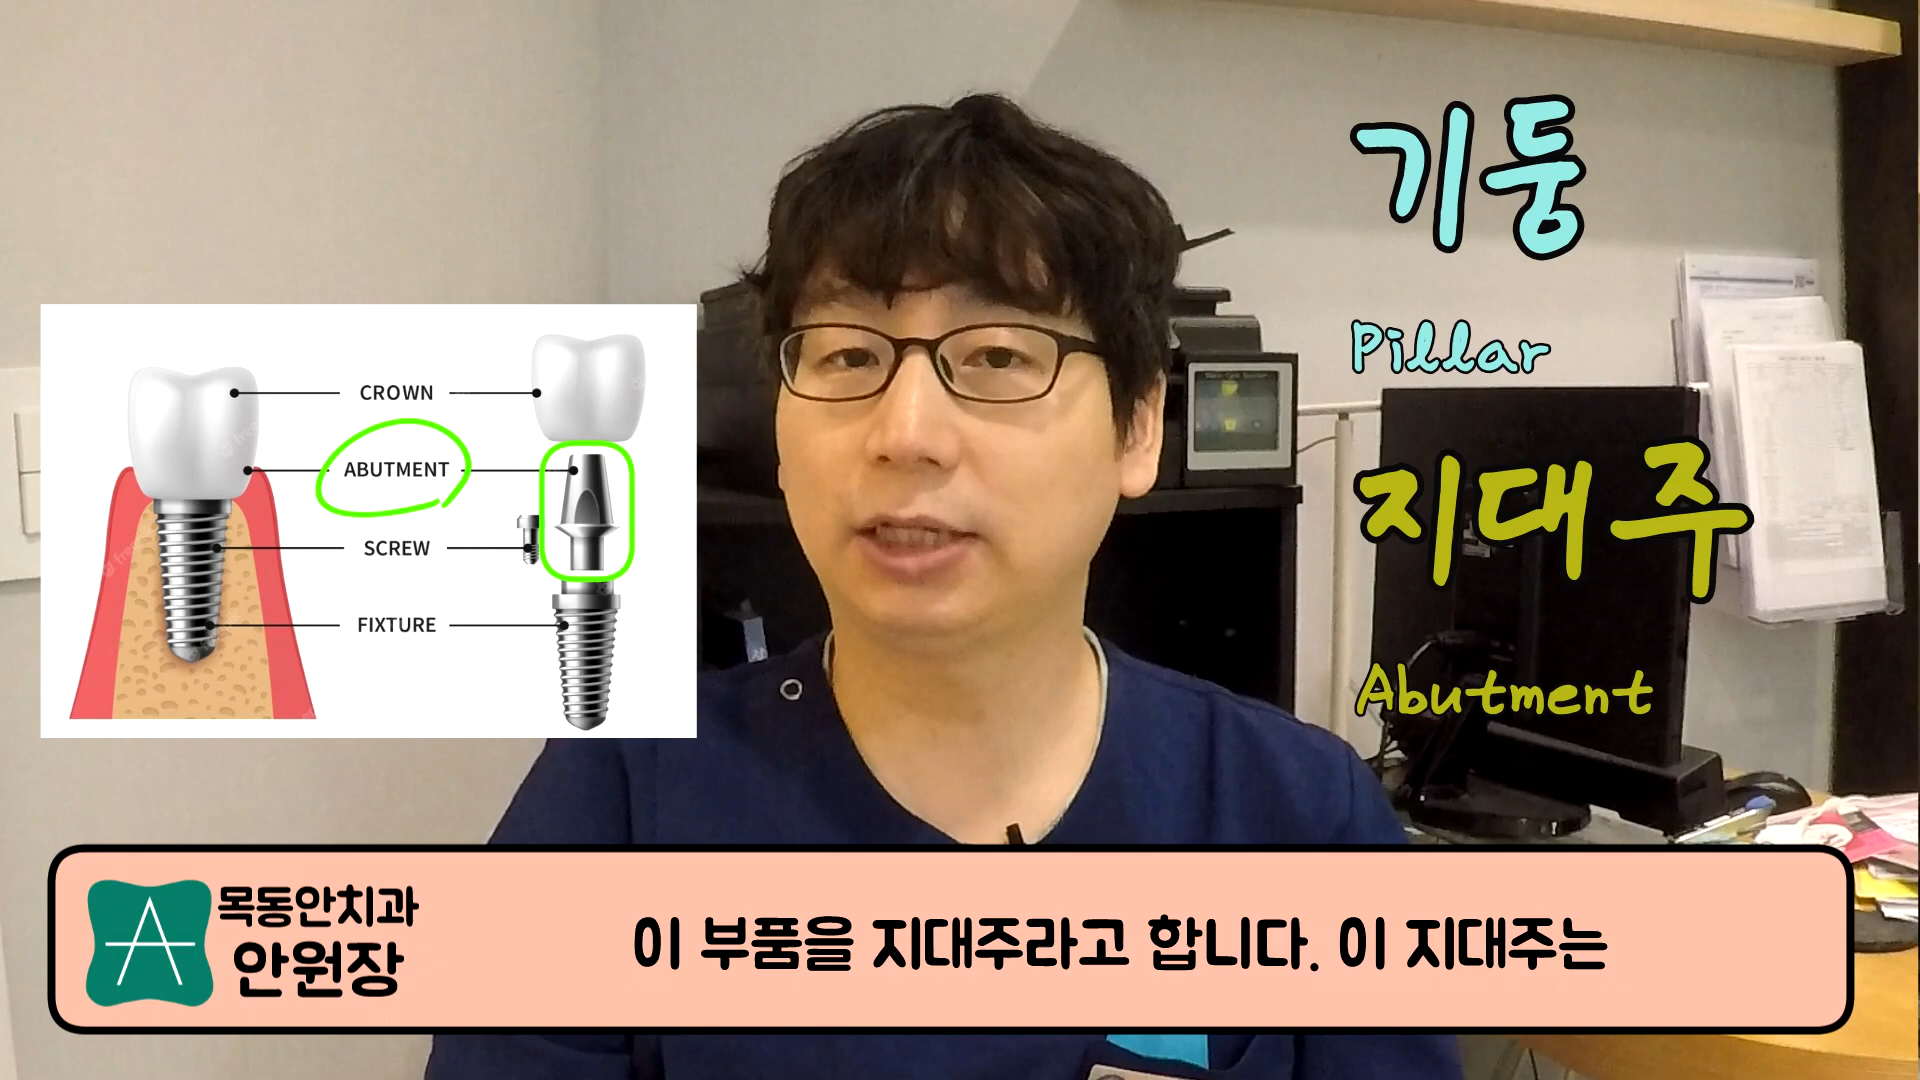 기둥
Pillar
지대주
Abutment
CROWN
ABUTMENT
SCREW
FIXTURE
목동안치과
안원장
이 부품을 지대주라고 합니다. 이 지대주는